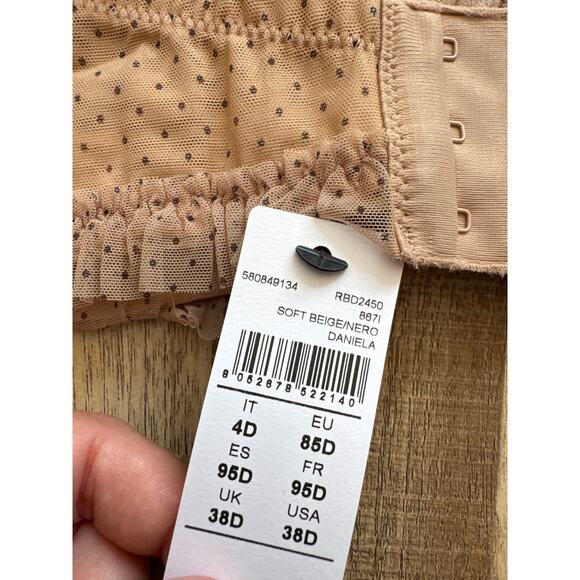 580849134 RBD2450
867I
SOFT BEIGE/NERO
DANIELA
8 052678 522140
IT EU
4D 85D
ES FR
95D 95D
UK USA
38D 38D